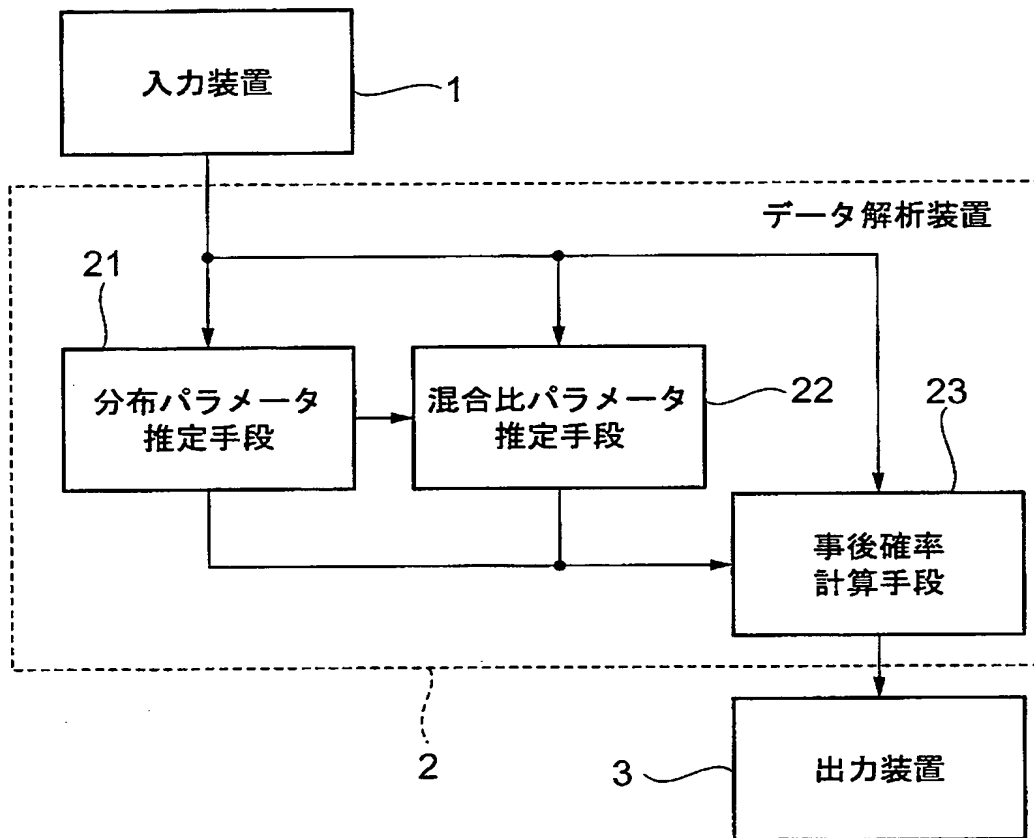 入力装置
1
データ解析装置
21
分布パラメータ
推定手段
混合比パラメータ
推定手段
22
23
事後確率
計算手段
2
3
出力装置